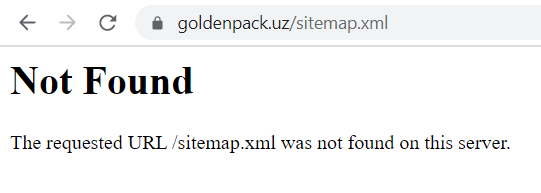 goldenpack.uz/sitemap.xml
Not Found
The requested URL /sitemap.xml was not found on this server.